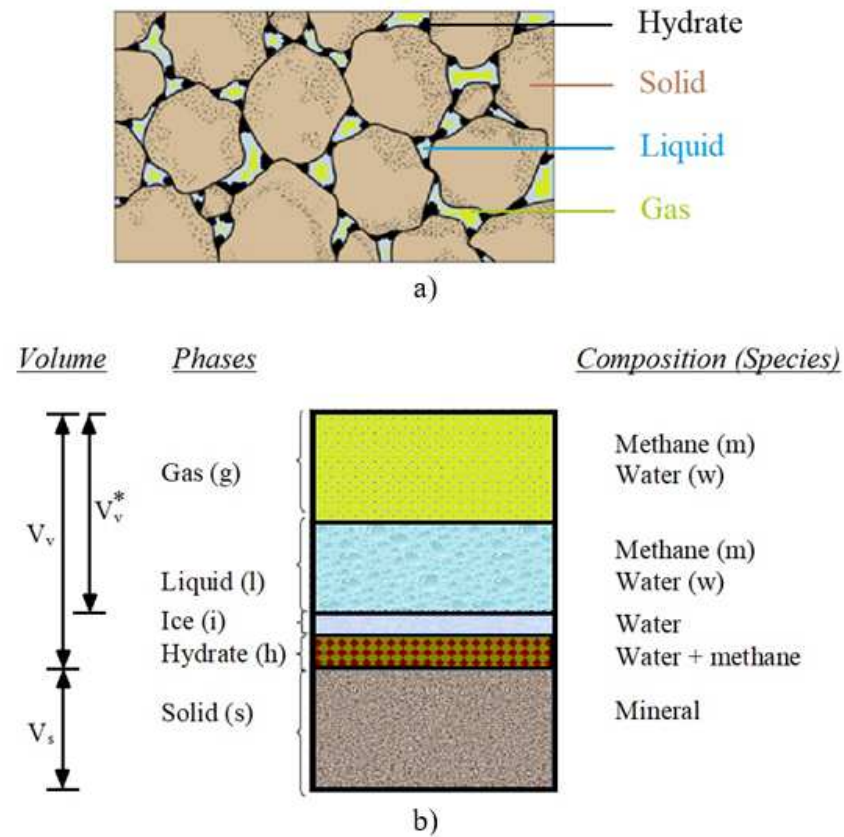 Hydrate
Solid
Liquid
Gas
a)
Volume Phases Composition (Species)
Gas (g)
Methane (m)
Water (w)
V_v^*
V_v
Liquid (l)
Methane (m)
Water (w)
Ice (i) Water
Hydrate (h) Water + methane
Solid (s) Mineral
V_s
b)